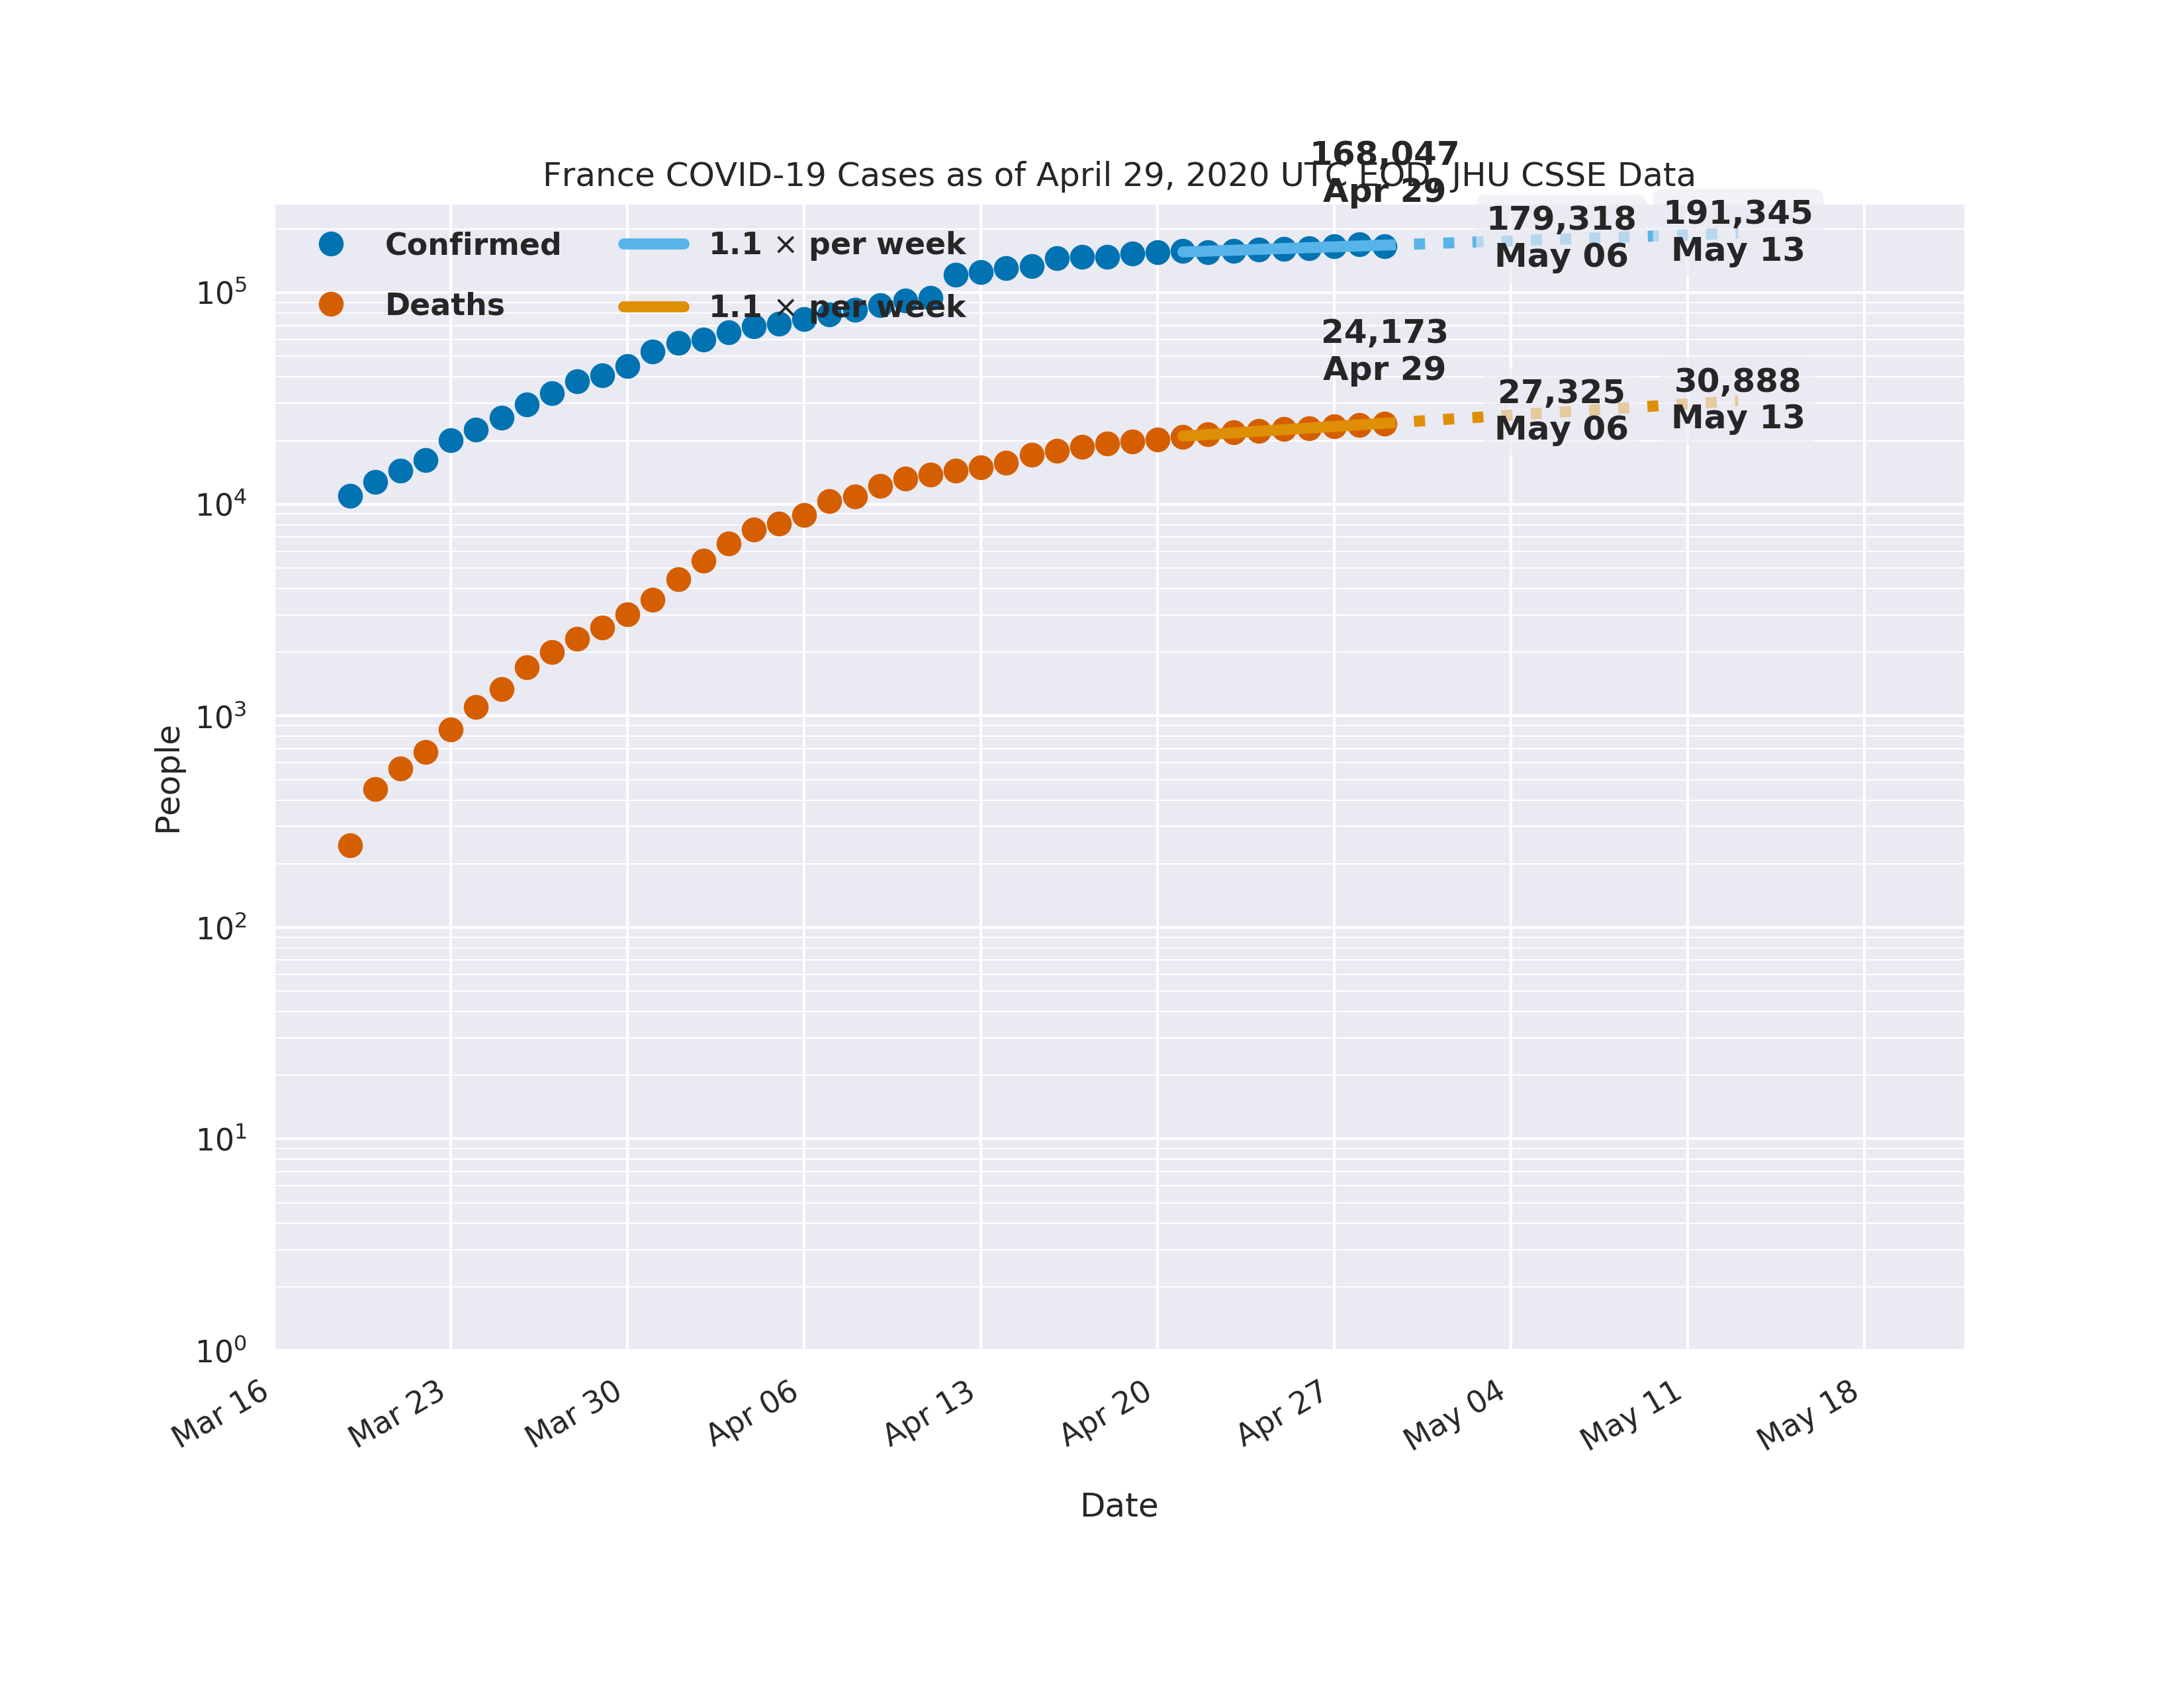 168,047
Apr 29
France COVID-19 Cases as of April 29, 2020 UTC EOD, JHU CSSE Data
179,318
May 06
191,345
May 13
Confirmed
1.1 × per week
Deaths
1.1 × per week
24,173
Apr 29
27,325
May 06
30,888
May 13
People
10⁵
10⁴
10³
10²
10¹
10⁰
Mar 16
Mar 23
Mar 30
Apr 06
Apr 13
Apr 20
Apr 27
May 04
May 11
May 18
Date